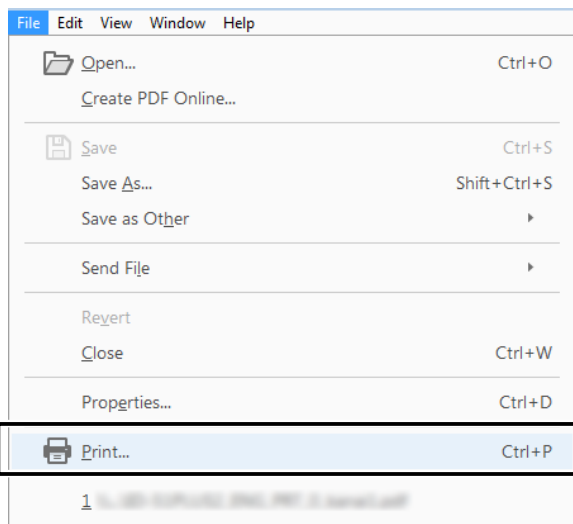 File Edit View Window Help
Open... Ctrl+O
Create PDF Online...
Save Ctrl+S
Save As... Shift+Ctrl+S
Save as Other
Send File
Revert
Close Ctrl+W
Properties... Ctrl+D
Print... Ctrl+P
1